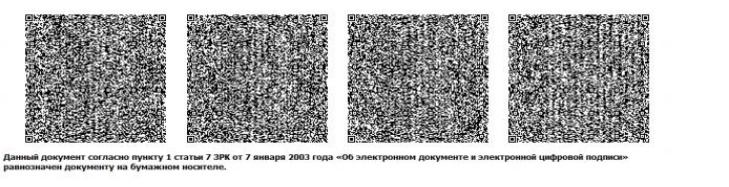 Данный документ согласно пункту 1 статьи 7 ЗРК от 7 января 2003 года «Об электронном документе и электронной цифровой подписи»
равнозначен документу на бумажном носителе.